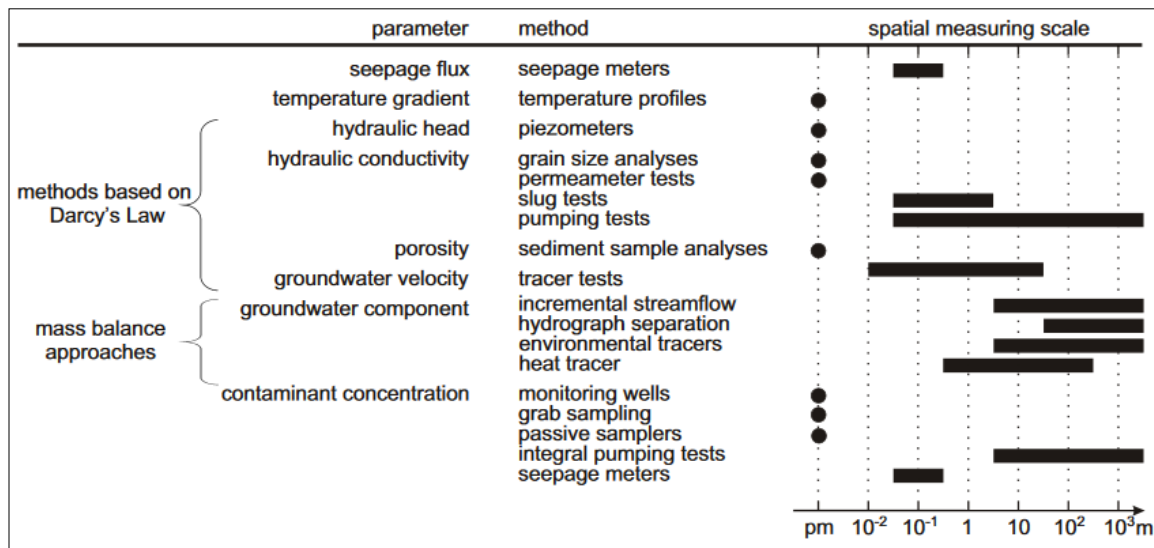 parameter method spatial measuring scale
seepage flux seepage meters
temperature gradient temperature profiles
hydraulic head piezometers
hydraulic conductivity grain size analyses
permeameter tests
methods based on
Darcy's Law
slug tests
pumping tests
porosity sediment sample analyses
groundwater velocity tracer tests
groundwater component incremental streamflow
mass balance
approaches
hydrograph separation
environmental tracers
heat tracer
contaminant concentration monitoring wells
grab sampling
passive samplers
integral pumping tests
seepage meters
pm 10⁻² 10⁻¹ 1 10 10² 10³m